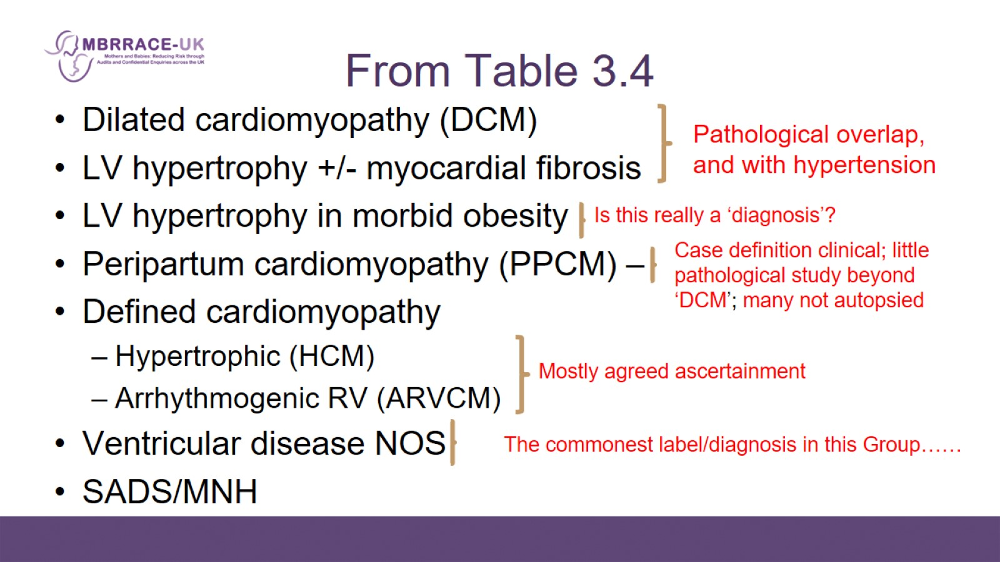 MBRRACE-UK
Mothers and Babies: Reducing Risk through
Audits and Confidential Enquiries across the UK
From Table 3.4
• Dilated cardiomyopathy (DCM)
• LV hypertrophy +/- myocardial fibrosis
Pathological overlap,
and with hypertension
• LV hypertrophy in morbid obesity
Is this really a ‘diagnosis’?
• Peripartum cardiomyopathy (PPCM) –
Case definition clinical; little
pathological study beyond
‘DCM’; many not autopsied
• Defined cardiomyopathy
– Hypertrophic (HCM)
– Arrhythmogenic RV (ARVCM)
Mostly agreed ascertainment
• Ventricular disease NOS
The commonest label/diagnosis in this Group……
• SADS/MNH